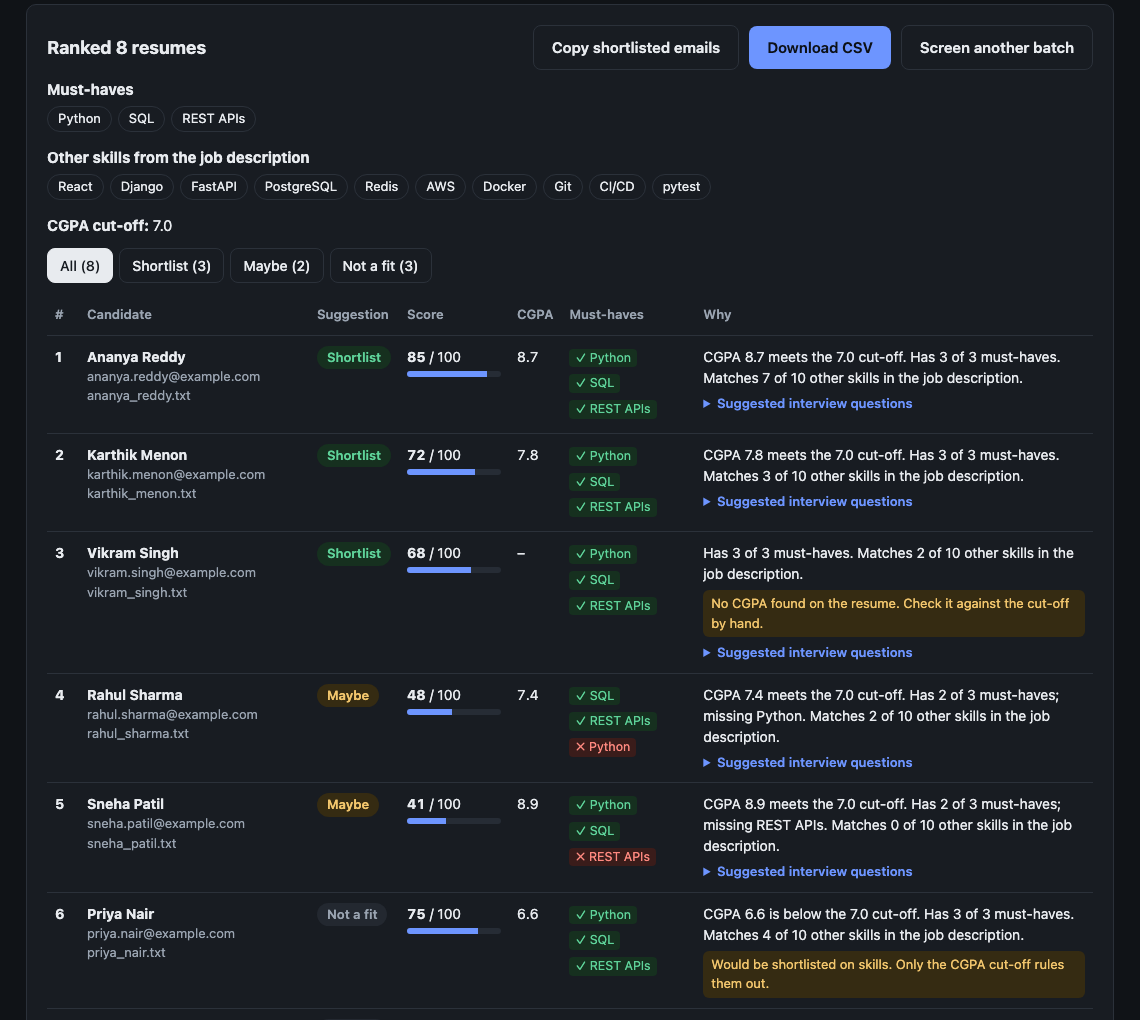 Ranked 8 resumes
Copy shortlisted emails
Download CSV
Screen another batch
Must-haves
Python SQL REST APIs
Other skills from the job description
React Django FastAPI PostgreSQL Redis AWS Docker Git CI/CD pytest
CGPA cut-off: 7.0
All (8) Shortlist (3) Maybe (2) Not a fit (3)
# Candidate Suggestion Score CGPA Must-haves Why
1 Ananya Reddy Shortlist 85 / 100 8.7
ananya.reddy@example.com
ananya_reddy.txt
✓ Python
✓ SQL
✓ REST APIs
CGPA 8.7 meets the 7.0 cut-off. Has 3 of 3 must-haves.
Matches 7 of 10 other skills in the job description.
▶ Suggested interview questions
2 Karthik Menon Shortlist 72 / 100 7.8
karthik.menon@example.com
karthik_menon.txt
✓ Python
✓ SQL
✓ REST APIs
CGPA 7.8 meets the 7.0 cut-off. Has 3 of 3 must-haves.
Matches 3 of 10 other skills in the job description.
▶ Suggested interview questions
3 Vikram Singh Shortlist 68 / 100 –
vikram.singh@example.com
vikram_singh.txt
✓ Python
✓ SQL
✓ REST APIs
Has 3 of 3 must-haves. Matches 2 of 10 other skills in the
job description.
No CGPA found on the resume. Check it against the cut-off
by hand.
▶ Suggested interview questions
4 Rahul Sharma Maybe 48 / 100 7.4
rahul.sharma@example.com
rahul_sharma.txt
✓ SQL
✓ REST APIs
✕ Python
CGPA 7.4 meets the 7.0 cut-off. Has 2 of 3 must-haves;
missing Python. Matches 2 of 10 other skills in the job
description.
▶ Suggested interview questions
5 Sneha Patil Maybe 41 / 100 8.9
sneha.patil@example.com
sneha_patil.txt
✓ Python
✓ SQL
✕ REST APIs
CGPA 8.9 meets the 7.0 cut-off. Has 2 of 3 must-haves;
missing REST APIs. Matches 0 of 10 other skills in the job
description.
▶ Suggested interview questions
6 Priya Nair Not a fit 75 / 100 6.6
priya.nair@example.com
priya_nair.txt
✓ Python
✓ SQL
✓ REST APIs
CGPA 6.6 is below the 7.0 cut-off. Has 3 of 3 must-haves.
Matches 4 of 10 other skills in the job description.
Would be shortlisted on skills. Only the CGPA cut-off rules
them out.